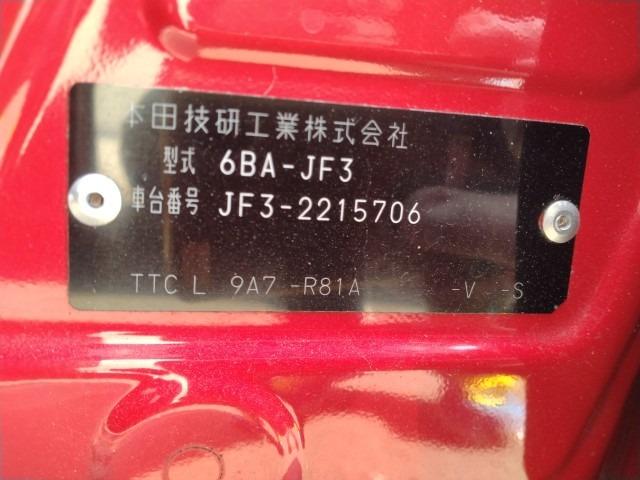 本田技研工業株式会社
型式 6BA-JF3
車台番号 JF3-2215706
TTC L 9A7 -R81A -V -S